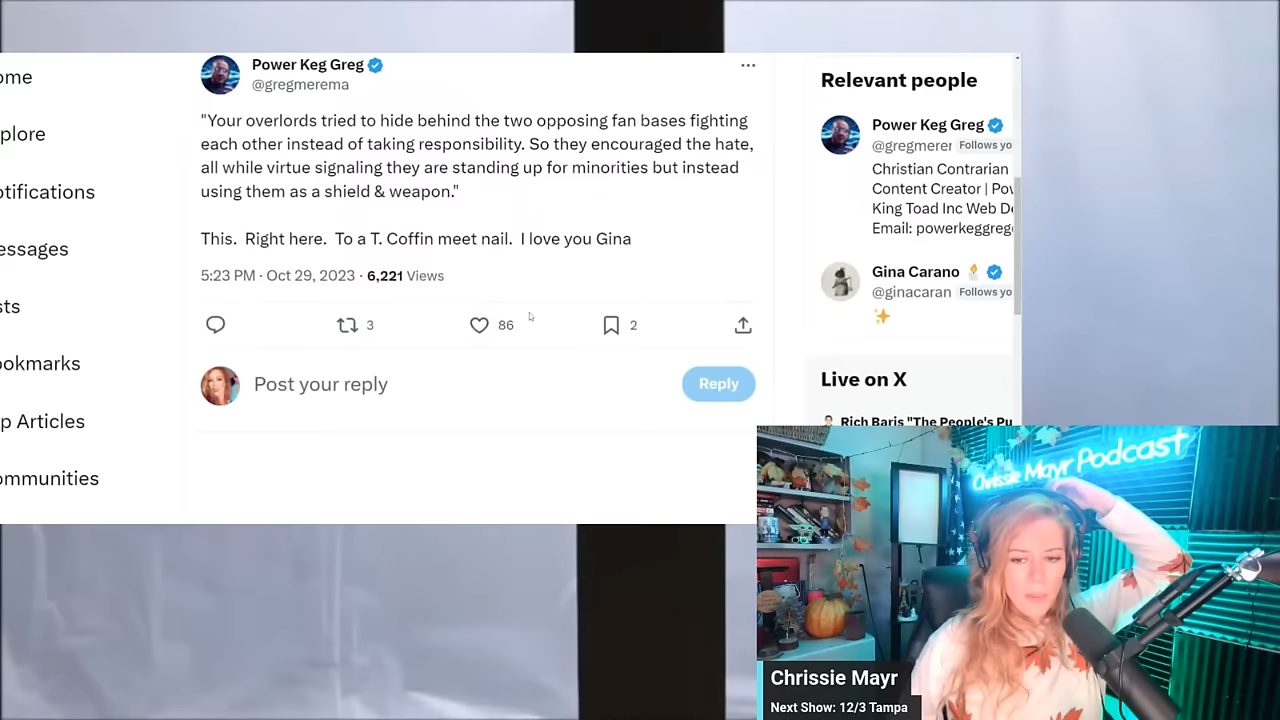 ome
plore
otifications
essages
sts
ookmarks
p Articles
ommunities
Power Keg Greg
@gregmerema
"Your overlords tried to hide behind the two opposing fan bases fighting
each other instead of taking responsibility. So they encouraged the hate,
all while virtue signaling they are standing up for minorities but instead
using them as a shield & weapon."
This. Right here. To a T. Coffin meet nail. I love you Gina
5:23 PM · Oct 29, 2023 · 6,221 Views
3
86
2
Post your reply
Reply
Relevant people
Power Keg Greg
@gregmerer Follows yo
Christian Contrarian
Content Creator | Pov
King Toad Inc Web De
Email: powerkeggreg
Gina Carano
@ginacaran Follows yo
Live on X
Rich Baris "The People's Pu
Chrissie Mayr Podcast
Chrissie Mayr
Next Show: 12/3 Tampa